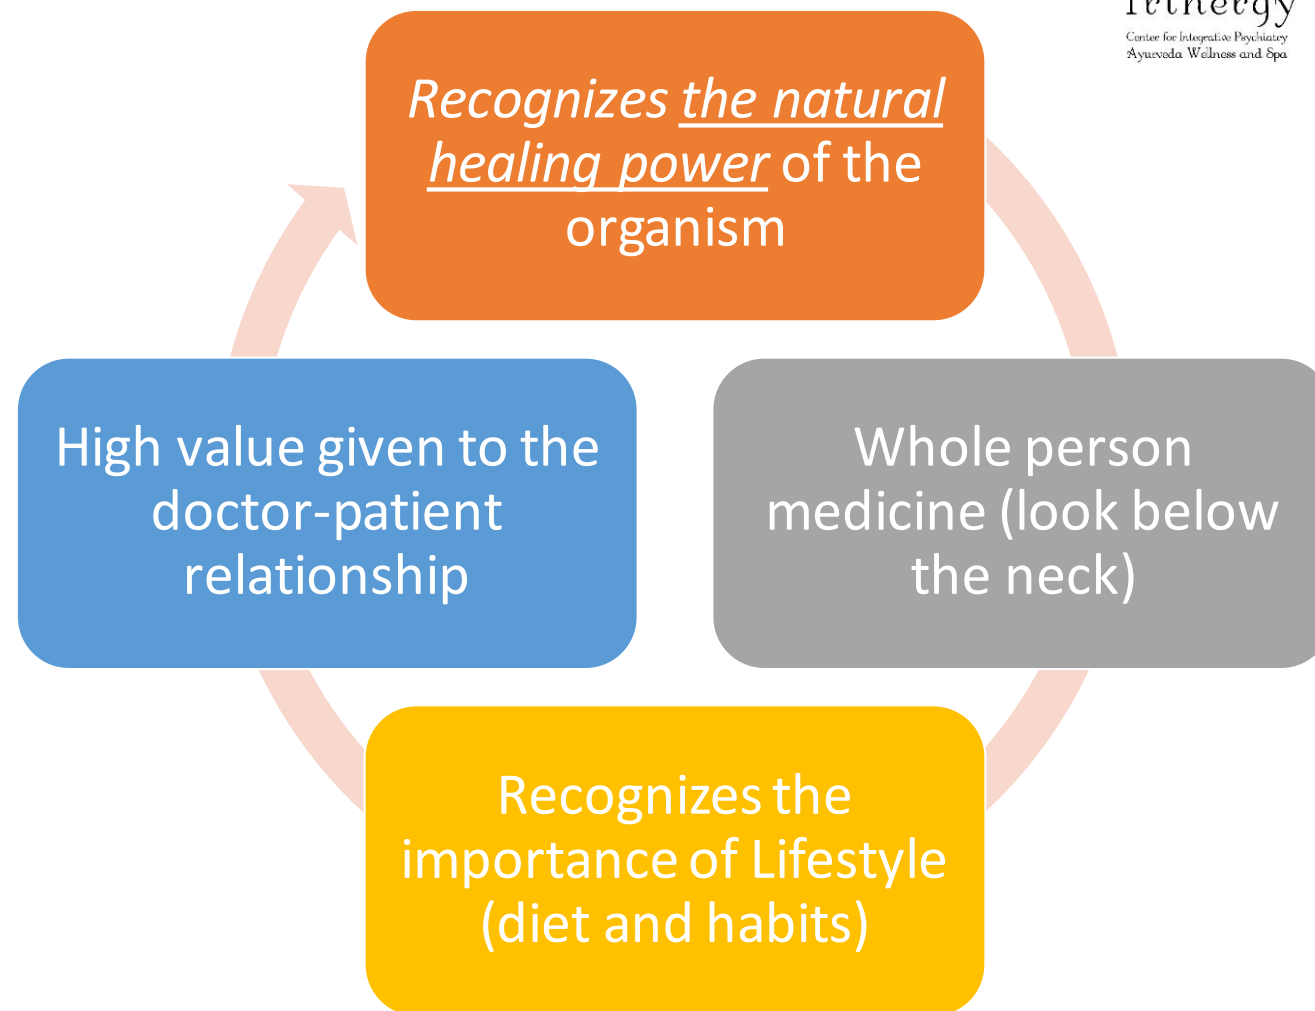 Center for Integrative Psychiatry
Ayurveda Wellness and Spa
Recognizes the natural
healing power of the
organism
High value given to the
doctor-patient
relationship
Whole person
medicine (look below
the neck)
Recognizes the
importance of Lifestyle
(diet and habits)